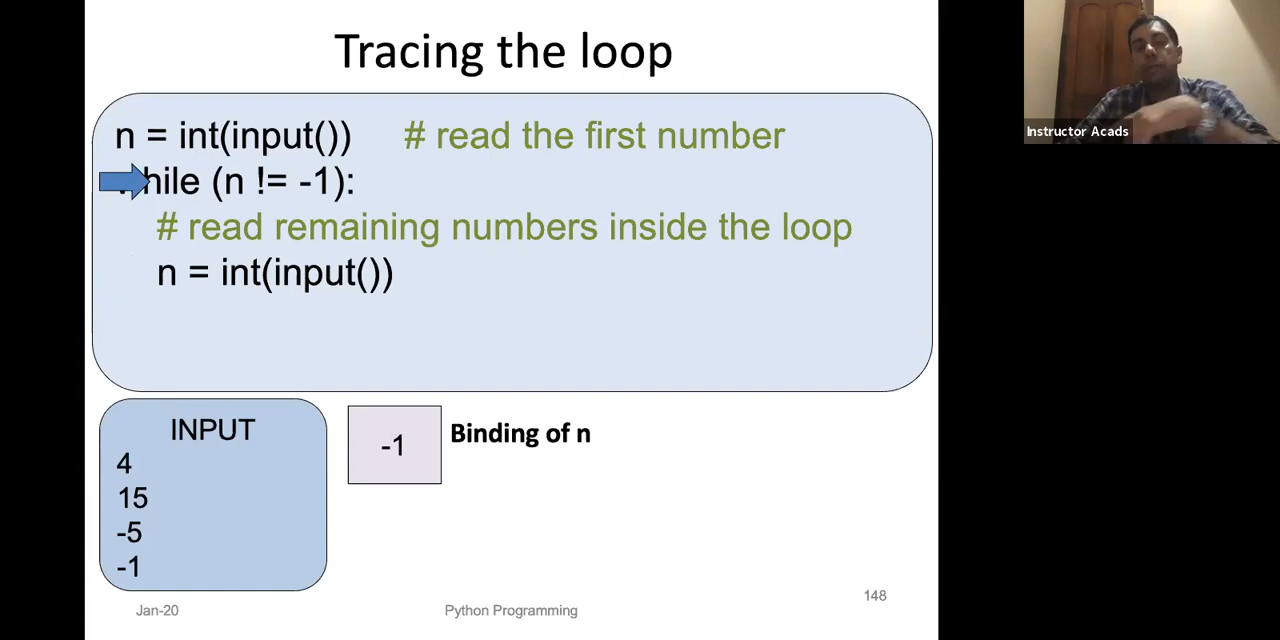 Tracing the loop
n = int(input()) # read the first number
hile (n != -1):
# read remaining numbers inside the loop
n = int(input())
INPUT
4
15
-5
-1
-1
Binding of n
Jan-20
Python Programming
148
Instructor Acads